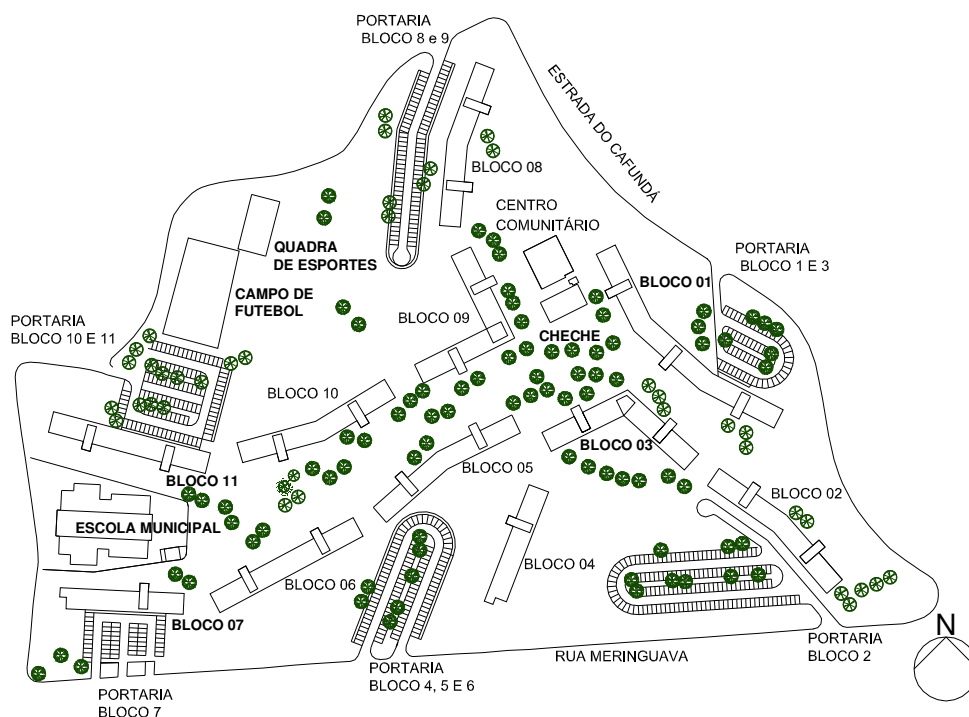 PORTARIA
BLOCO 8 e 9
ESTRADA DO CAFUNDÁ
BLOCO 08
CENTRO
COMUNITÁRIO
QUADRA
DE ESPORTES
PORTARIA
BLOCO 1 E 3
BLOCO 01
CAMPO DE
FUTEBOL
PORTARIA
BLOCO 10 E 11
BLOCO 09
CHECHE
BLOCO 10
BLOCO 03
BLOCO 05
BLOCO 11
BLOCO 02
ESCOLA MUNICIPAL
BLOCO 04
BLOCO 06
BLOCO 07
N
RUA MERINGUAVA
PORTARIA
BLOCO 2
PORTARIA
BLOCO 4, 5 E 6
PORTARIA
BLOCO 7